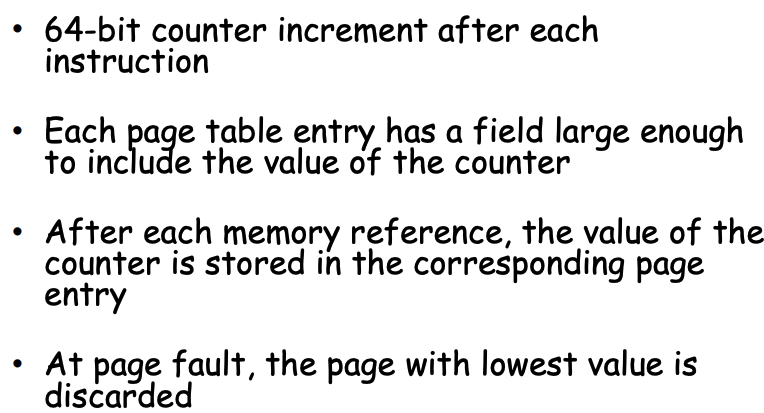 • 64-bit counter increment after each
instruction
• Each page table entry has a field large enough
to include the value of the counter
• After each memory reference, the value of the
counter is stored in the corresponding page
entry
• At page fault, the page with lowest value is
discarded